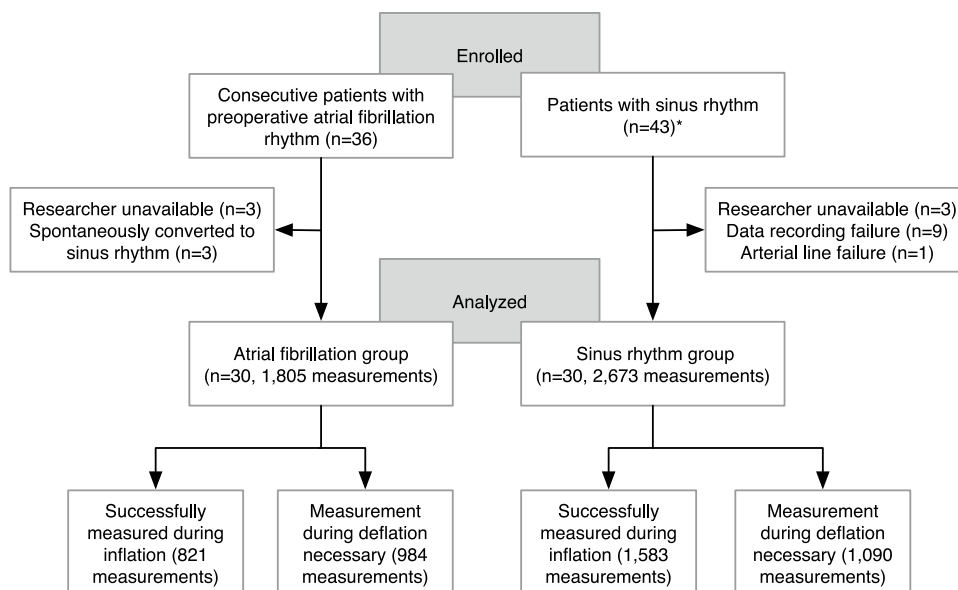 Enrolled
Consecutive patients with
preoperative atrial fibrillation
rhythm (n=36)
Patients with sinus rhythm
(n=43)*
Researcher unavailable (n=3)
Spontaneously converted to
sinus rhythm (n=3)
Researcher unavailable (n=3)
Data recording failure (n=9)
Arterial line failure (n=1)
Analyzed
Atrial fibrillation group
(n=30, 1,805 measurements)
Sinus rhythm group
(n=30, 2,673 measurements)
Successfully
measured during
inflation (821
measurements)
Measurement
during deflation
necessary (984
measurements)
Successfully
measured during
inflation (1,583
measurements)
Measurement
during deflation
necessary (1,090
measurements)